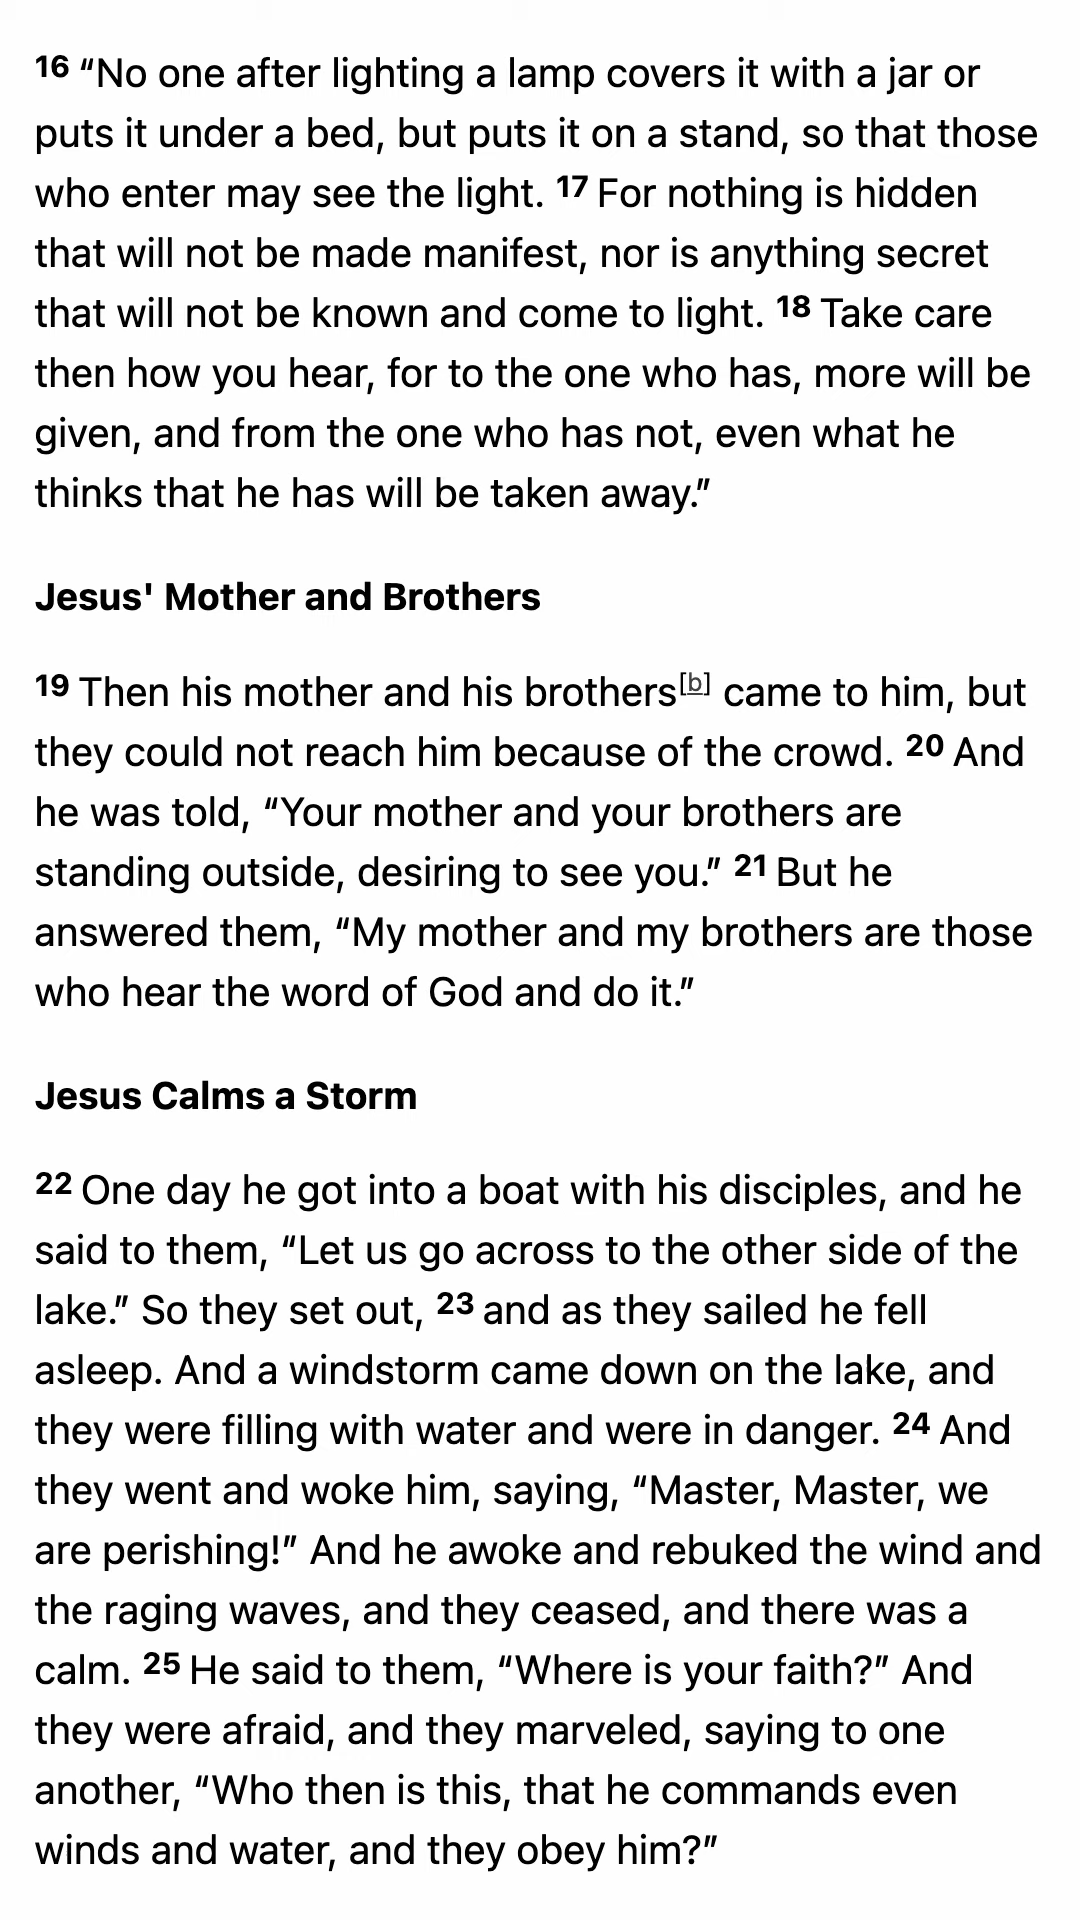 16 “No one after lighting a lamp covers it with a jar or
puts it under a bed, but puts it on a stand, so that those
who enter may see the light. 17 For nothing is hidden
that will not be made manifest, nor is anything secret
that will not be known and come to light. 18 Take care
then how you hear, for to the one who has, more will be
given, and from the one who has not, even what he
thinks that he has will be taken away.”
Jesus' Mother and Brothers
19 Then his mother and his brothers[b] came to him, but
they could not reach him because of the crowd. 20 And
he was told, “Your mother and your brothers are
standing outside, desiring to see you.” 21 But he
answered them, “My mother and my brothers are those
who hear the word of God and do it.”
Jesus Calms a Storm
22 One day he got into a boat with his disciples, and he
said to them, “Let us go across to the other side of the
lake.” So they set out, 23 and as they sailed he fell
asleep. And a windstorm came down on the lake, and
they were filling with water and were in danger. 24 And
they went and woke him, saying, “Master, Master, we
are perishing!” And he awoke and rebuked the wind and
the raging waves, and they ceased, and there was a
calm. 25 He said to them, “Where is your faith?” And
they were afraid, and they marveled, saying to one
another, “Who then is this, that he commands even
winds and water, and they obey him?”